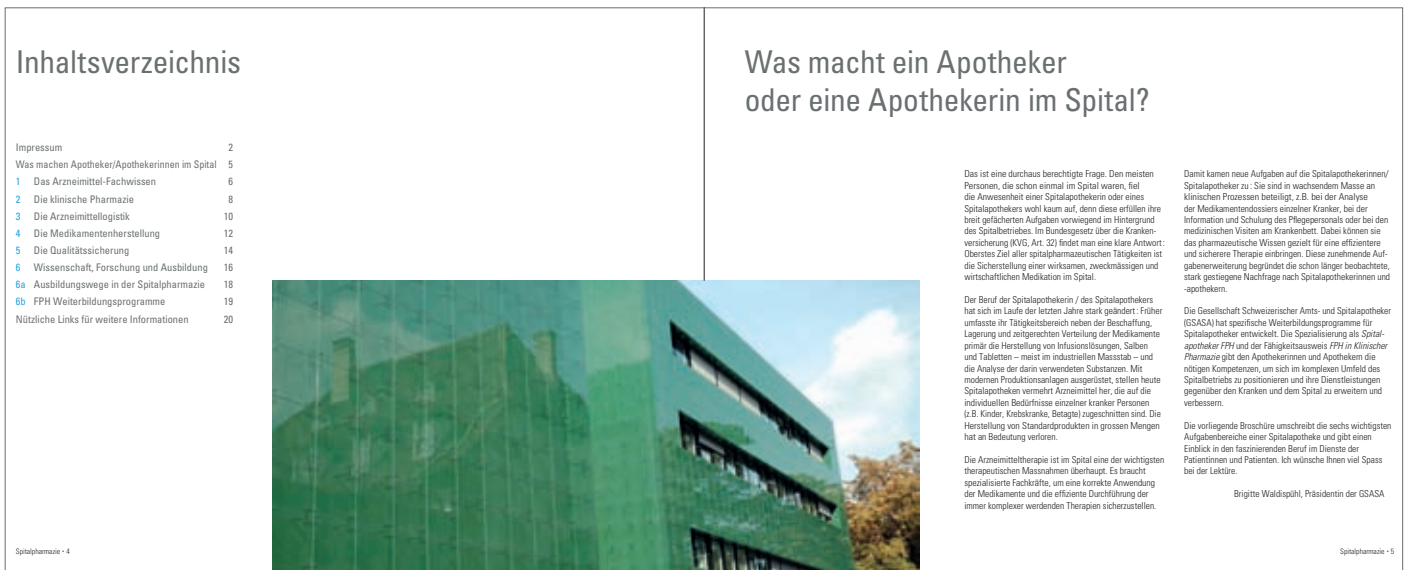 Inhaltsverzeichnis
Impressum 2
Was machen Apotheker/Apothekerinnen im Spital 5
1 Das Arzneimittel-Fachwissen 6
2 Die klinische Pharmazie 8
3 Die Arzneimittellogistik 10
4 Die Medikamentenherstellung 12
5 Die Qualitätssicherung 14
6 Wissenschaft, Forschung und Ausbildung 16
6a Ausbildungswege in der Spitalpharmazie 18
6b FPH Weiterbildungsprogramme 19
Nützliche Links für weitere Informationen 20
Spitalpharmazie • 4
Was macht ein Apotheker
oder eine Apothekerin im Spital?
Das ist eine durchaus berechtigte Frage. Den meisten
Personen, die schon einmal im Spital waren, fiel
die Anwesenheit einer Spitalapothekerin oder eines
Spitalapothekers wohl kaum auf, denn diese erfüllen ihre
breit gefächerten Aufgaben vorwiegend im Hintergrund
des Spitalbetriebes. Im Bundesgesetz über die Kranken-
versicherung (KVG, Art. 32) findet man eine klare Antwort:
Oberstes Ziel aller spitalpharmazeutischen Tätigkeiten ist
die Sicherstellung einer wirksamen, zweckmässigen und
wirtschaftlichen Medikation im Spital.
Der Beruf der Spitalapothekerin / des Spitalapothekers
hat sich im Laufe der letzten Jahre stark geändert: Früher
umfasste ihr Tätigkeitsbereich neben der Beschaffung,
Lagerung und zeitgerechten Verteilung der Medikamente
primär die Herstellung von Infusionslösungen, Salben
und Tabletten – meist im industriellen Massstab – und
die Analyse der darin verwendeten Substanzen. Mit
modernen Produktionsanlagen ausgerüstet, stellen heute
Spitalapotheken vermehrt Arzneimittel her, die auf die
individuellen Bedürfnisse einzelner kranker Personen
(z.B. Kinder, Krebskranke, Betagte) zugeschnitten sind. Die
Herstellung von Standardprodukten in grossen Mengen
hat an Bedeutung verloren.
Die Arzneimitteltherapie ist im Spital eine der wichtigsten
therapeutischen Massnahmen überhaupt. Es braucht
spezialisierte Fachkräfte, um eine korrekte Anwendung
der Medikamente und die effiziente Durchführung der
immer komplexer werdenden Therapien sicherzustellen.
Damit kamen neue Aufgaben auf die Spitalapothekerinnen/
Spitalapotheker zu: Sie sind in wachsendem Masse an
klinischen Prozessen beteiligt, z.B. bei der Analyse
der Medikamentendossiers einzelner Kranker, bei der
Information und Schulung des Pflegepersonals oder bei den
medizinischen Visiten am Krankenbett. Dabei können sie
das pharmazeutische Wissen gezielt für eine effizientere
und sicherere Therapie einbringen. Diese zunehmende Auf-
gabenerweiterung begründet die schon länger beobachtete,
stark gestiegene Nachfrage nach Spitalapothekerinnen und
-apothekern.
Die Gesellschaft Schweizerischer Amts- und Spitalapotheker
(GSASA) hat spezifische Weiterbildungsprogramme für
Spitalapotheker entwickelt. Die Spezialisierung als Spital-
apotheker FPH und der Fähigkeitsausweis FPH in Klinischer
Pharmazie gibt den Apothekerinnen und Apothekern die
nötigen Kompetenzen, um sich im komplexen Umfeld des
Spitalbetriebs zu positionieren und ihre Dienstleistungen
gegenüber den Kranken und dem Spital zu erweitern und
verbessern.
Die vorliegende Broschüre umschreibt die sechs wichtigsten
Aufgabenbereiche einer Spitalapotheke und gibt einen
Einblick in den faszinierenden Beruf im Dienste der
Patientinnen und Patienten. Ich wünsche Ihnen viel Spass
bei der Lektüre.
Brigitte Waldispühl, Präsidentin der GSASA
Spitalpharmazie • 5